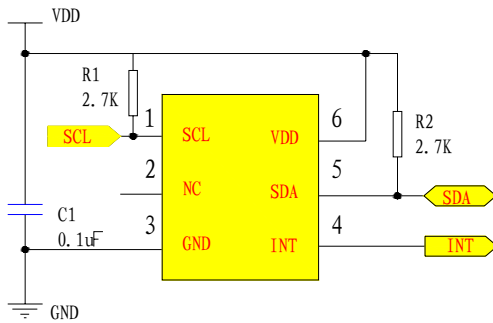 VDD
R1
2.7K
R2
2.7K
1
SCL
SCL
VDD
6
2
NC
SDA
5
SDA
3
GND
INT
4
INT
C1
0.1uF
GND